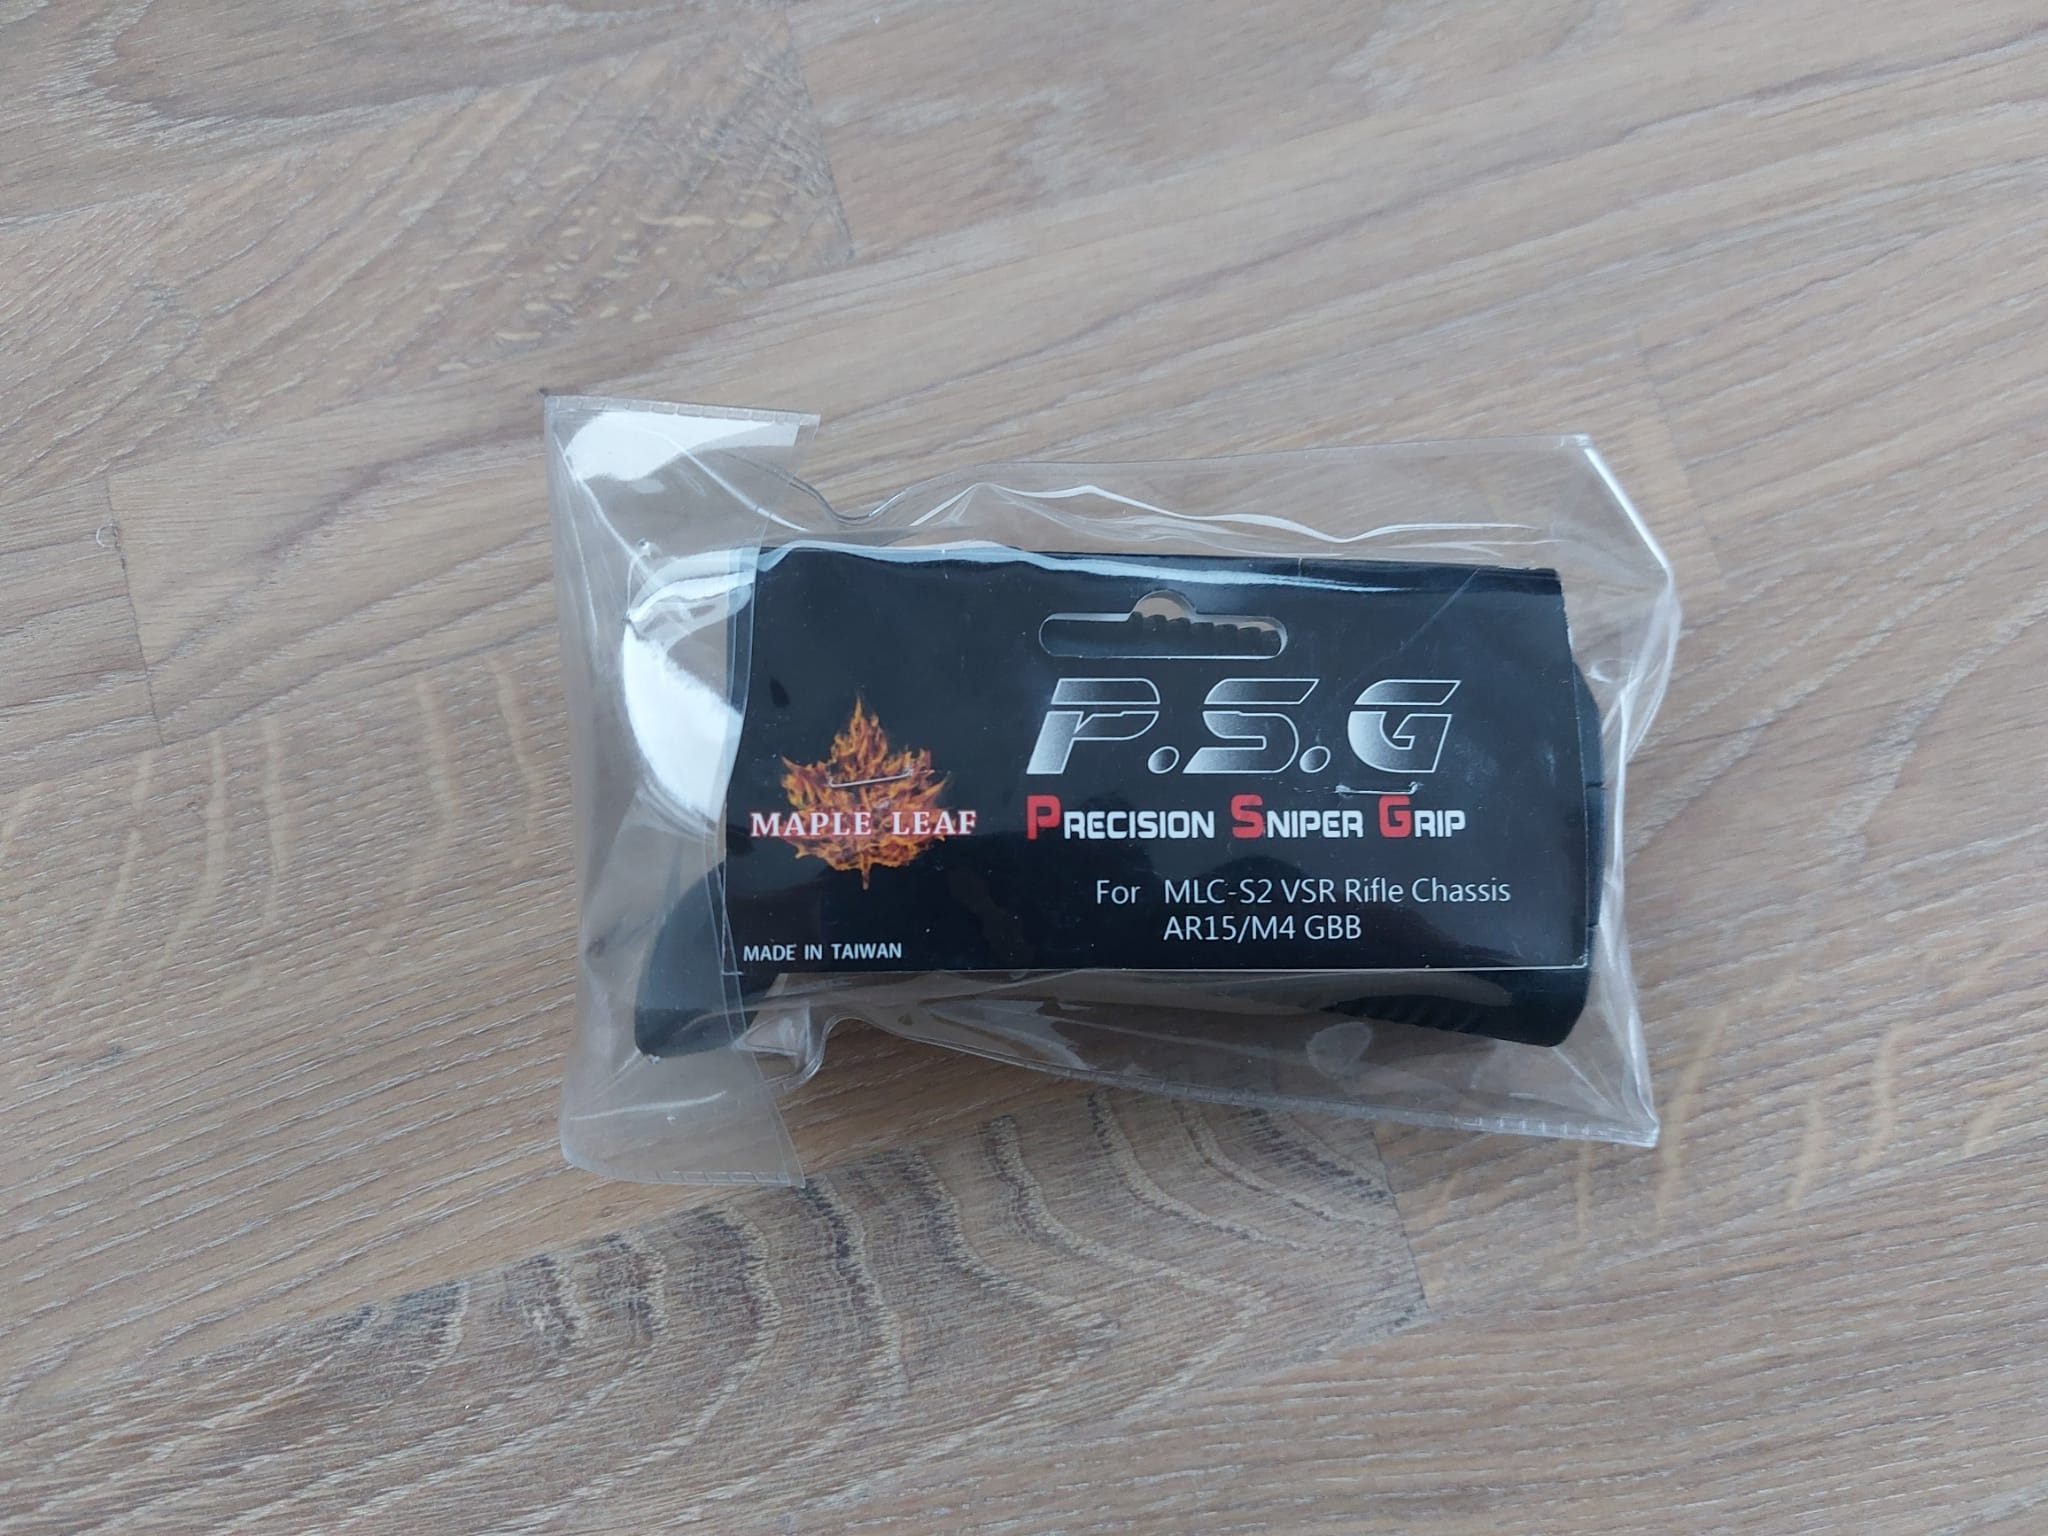 P.S.G
MAPLE LEAF
PRECISION SNIPER GRIP
For MLC-S2 VSR Rifle Chassis
AR15/M4 GBB
MADE IN TAIWAN